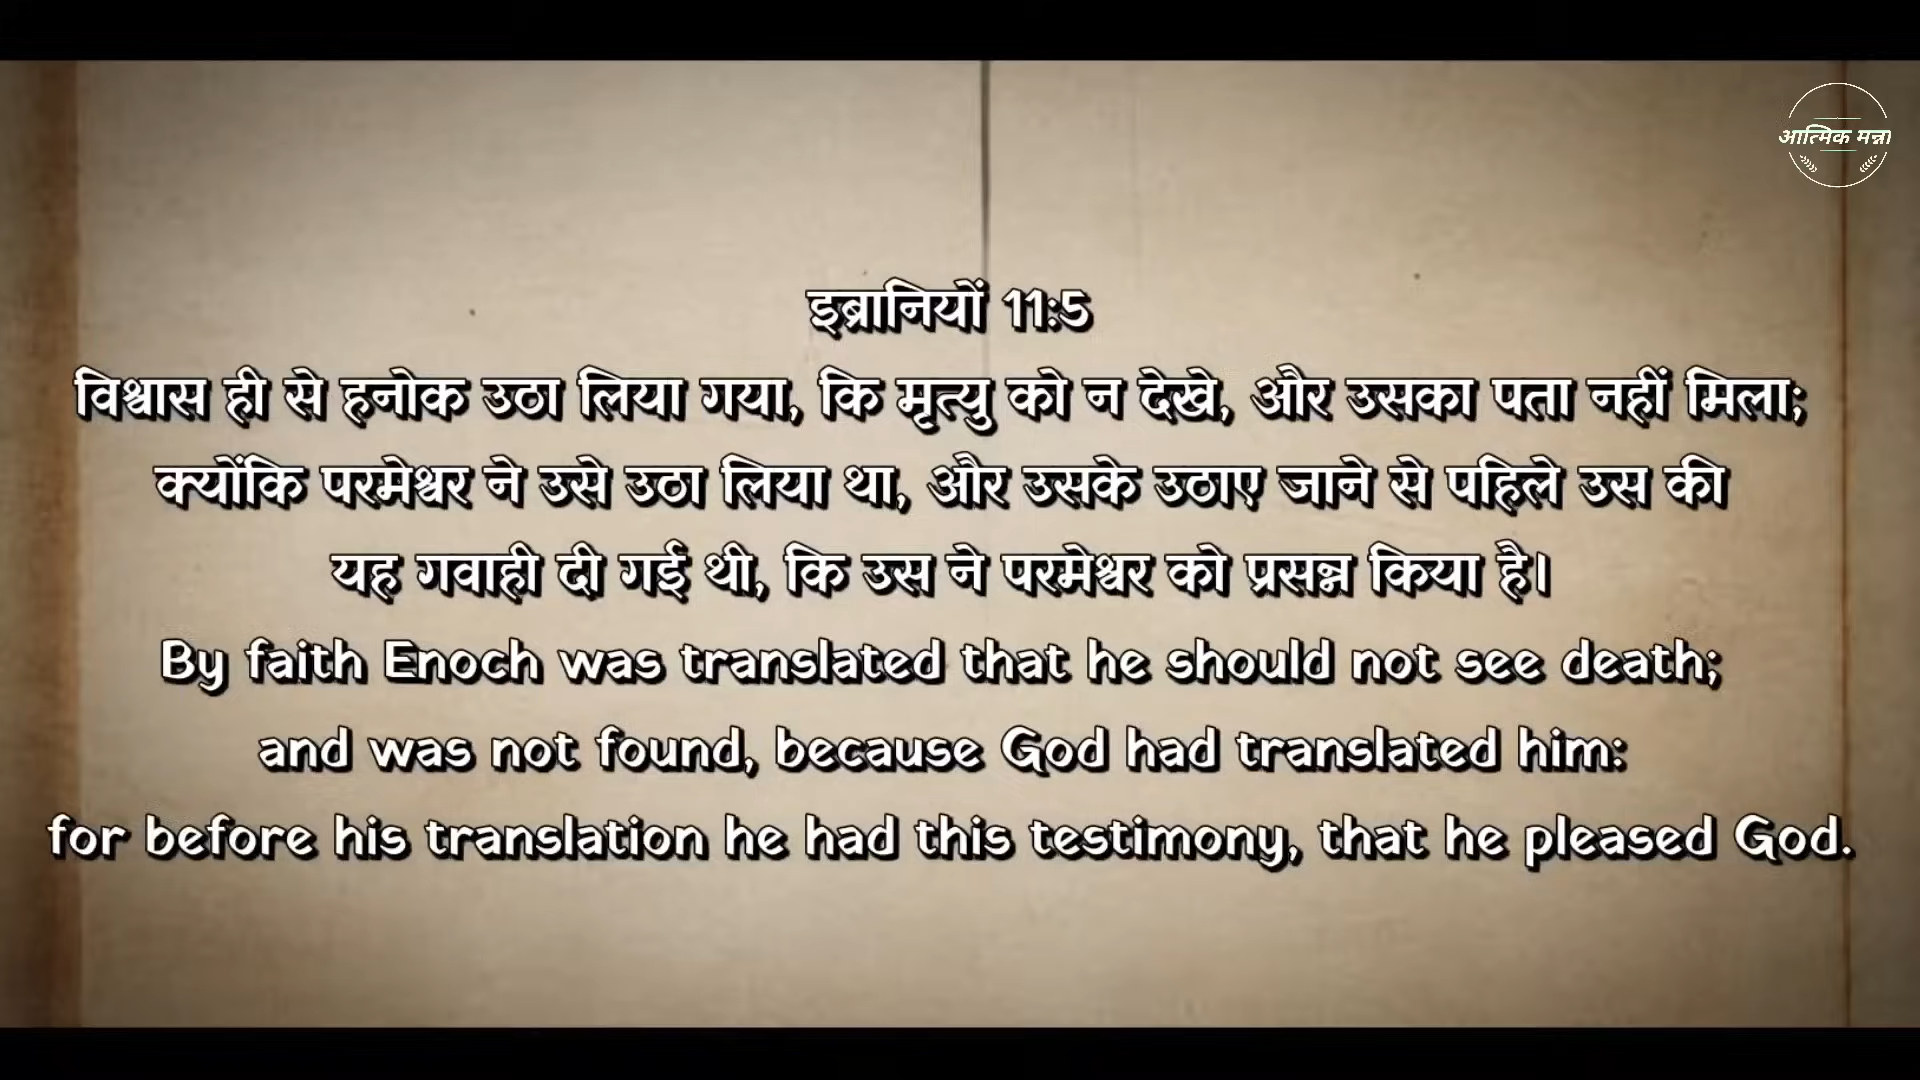 आत्मिक मन्ना
इब्रानियों 11:5
विश्वास ही से हनोक उठा लिया गया, कि मृत्यु को न देखे, और उसका पता नहीं मिला;
क्योंकि परमेश्वर ने उसे उठा लिया था, और उसके उठाए जाने से पहिले उस की
यह गवाही दी गई थी, कि उस ने परमेश्वर को प्रसन्न किया है।
By faith Enoch was translated that he should not see death;
and was not found, because God had translated him:
for before his translation he had this testimony, that he pleased God.